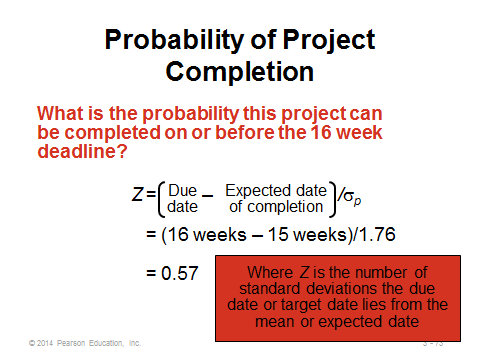 Probability of Project
Completion
What is the probability this project can
be completed on or before the 16 week
deadline?
Z = (Due date – Expected date of completion)/σp
= (16 weeks – 15 weeks)/1.76
= 0.57
Where Z is the number of
standard deviations the due
date or target date lies from the
mean or expected date
© 2014 Pearson Education, Inc.